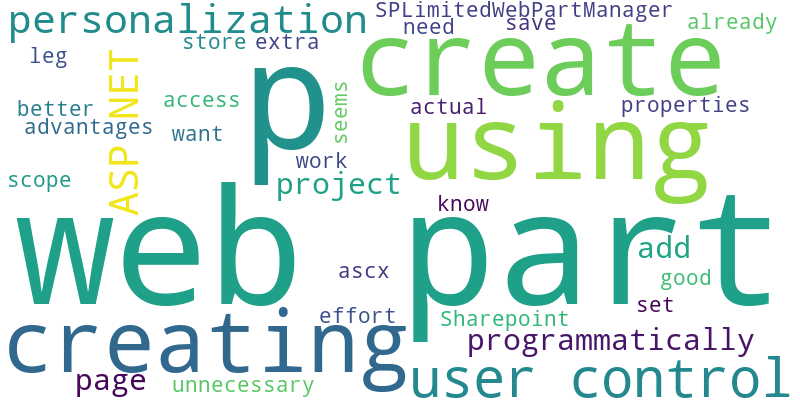 personalization
SPLimitedWebPartManager
need
save
already
leg
store
extra
create
ASP NET
p
better
access
seems
actual
properties
advantages
want
using
work
scope
project
know
web part
add
ascx
good
effort
set
creating
Sharepoint
programmatically
page
unnecessary
user control